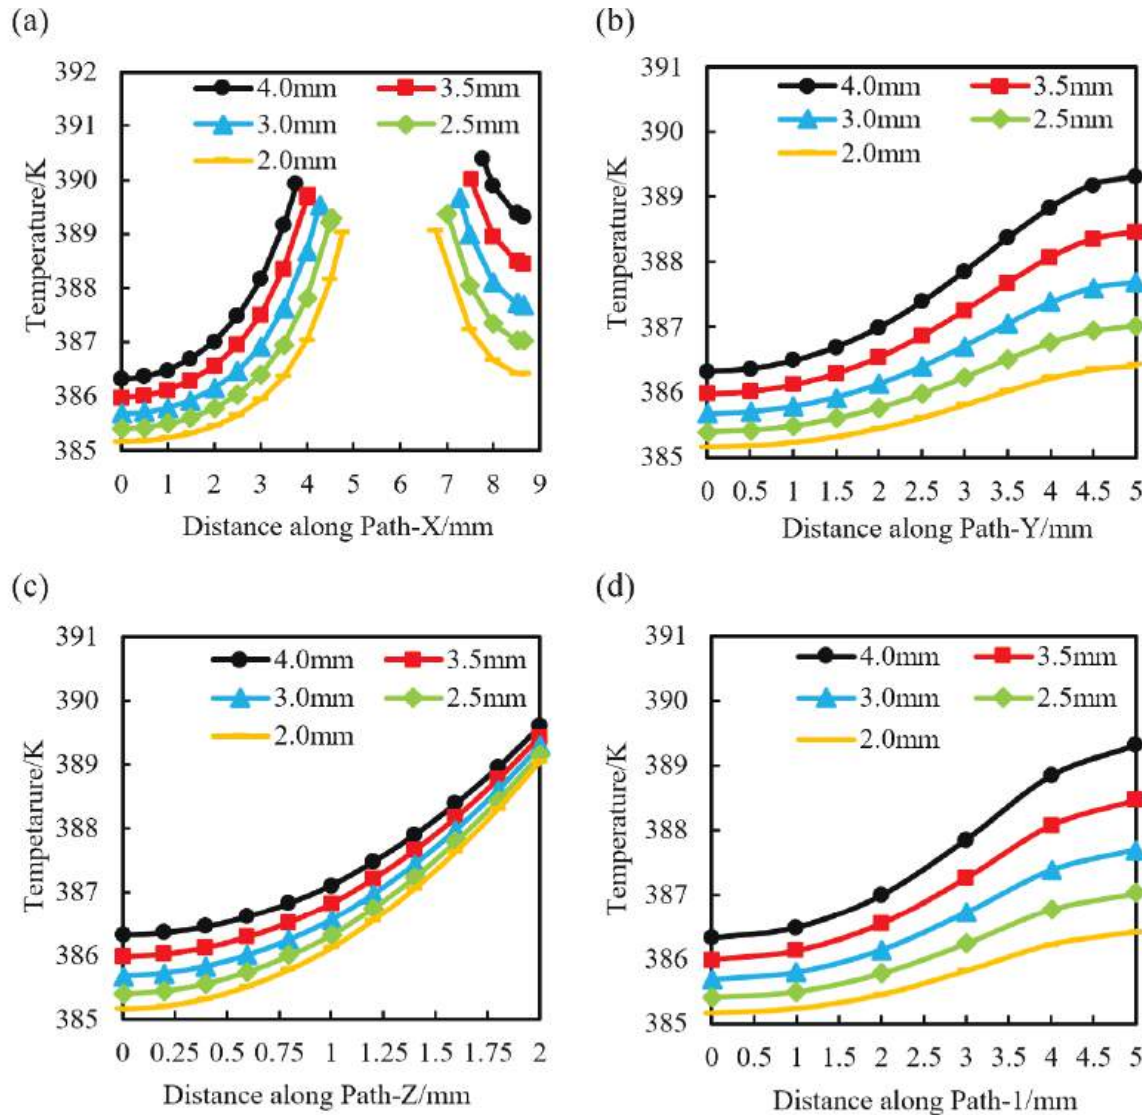 (a)
392
391
390
389
388
387
386
385
Temperature/K
4.0mm 3.5mm
3.0mm 2.5mm
2.0mm
0 1 2 3 4 5 6 7 8 9
Distance along Path-X/mm
(b)
391
390
389
388
387
386
385
Temperature/K
4.0mm 3.5mm
3.0mm 2.5mm
2.0mm
0 0.5 1 1.5 2 2.5 3 3.5 4 4.5 5
Distance along Path-Y/mm
(c)
391
390
389
388
387
386
385
Tempetarure/K
4.0mm 3.5mm
3.0mm 2.5mm
2.0mm
0 0.25 0.5 0.75 1 1.25 1.5 1.75 2
Distance along Path-Z/mm
(d)
391
390
389
388
387
386
385
Temperature/K
4.0mm 3.5mm
3.0mm 2.5mm
2.0mm
0 0.5 1 1.5 2 2.5 3 3.5 4 4.5 5
Distance along Path-1/mm